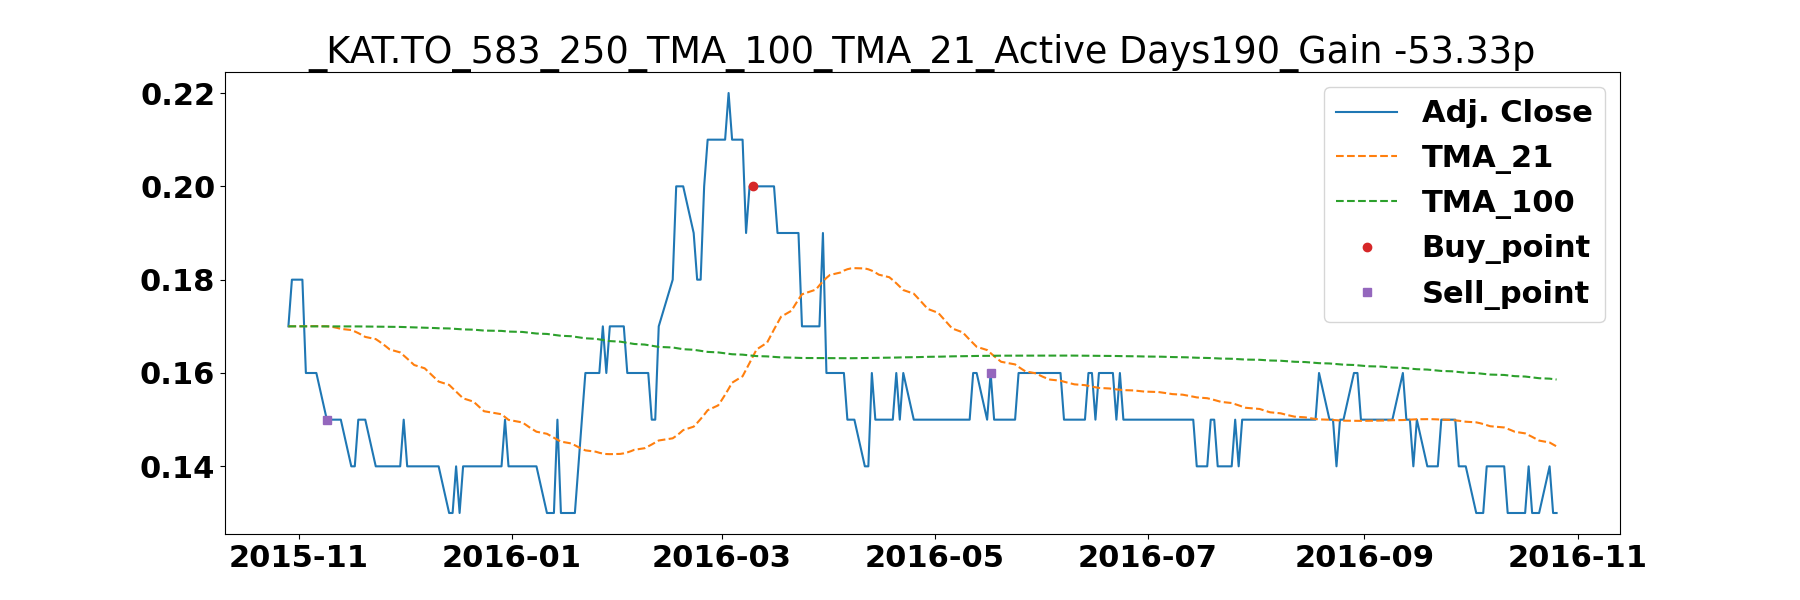 _KAT.TO_583_250_TMA_100_TMA_21_Active Days190_Gain -53.33p
0.22
0.20
0.18
0.16
0.14
Adj. Close
TMA_21
TMA_100
Buy_point
Sell_point
2015-11 2016-01 2016-03 2016-05 2016-07 2016-09 2016-11